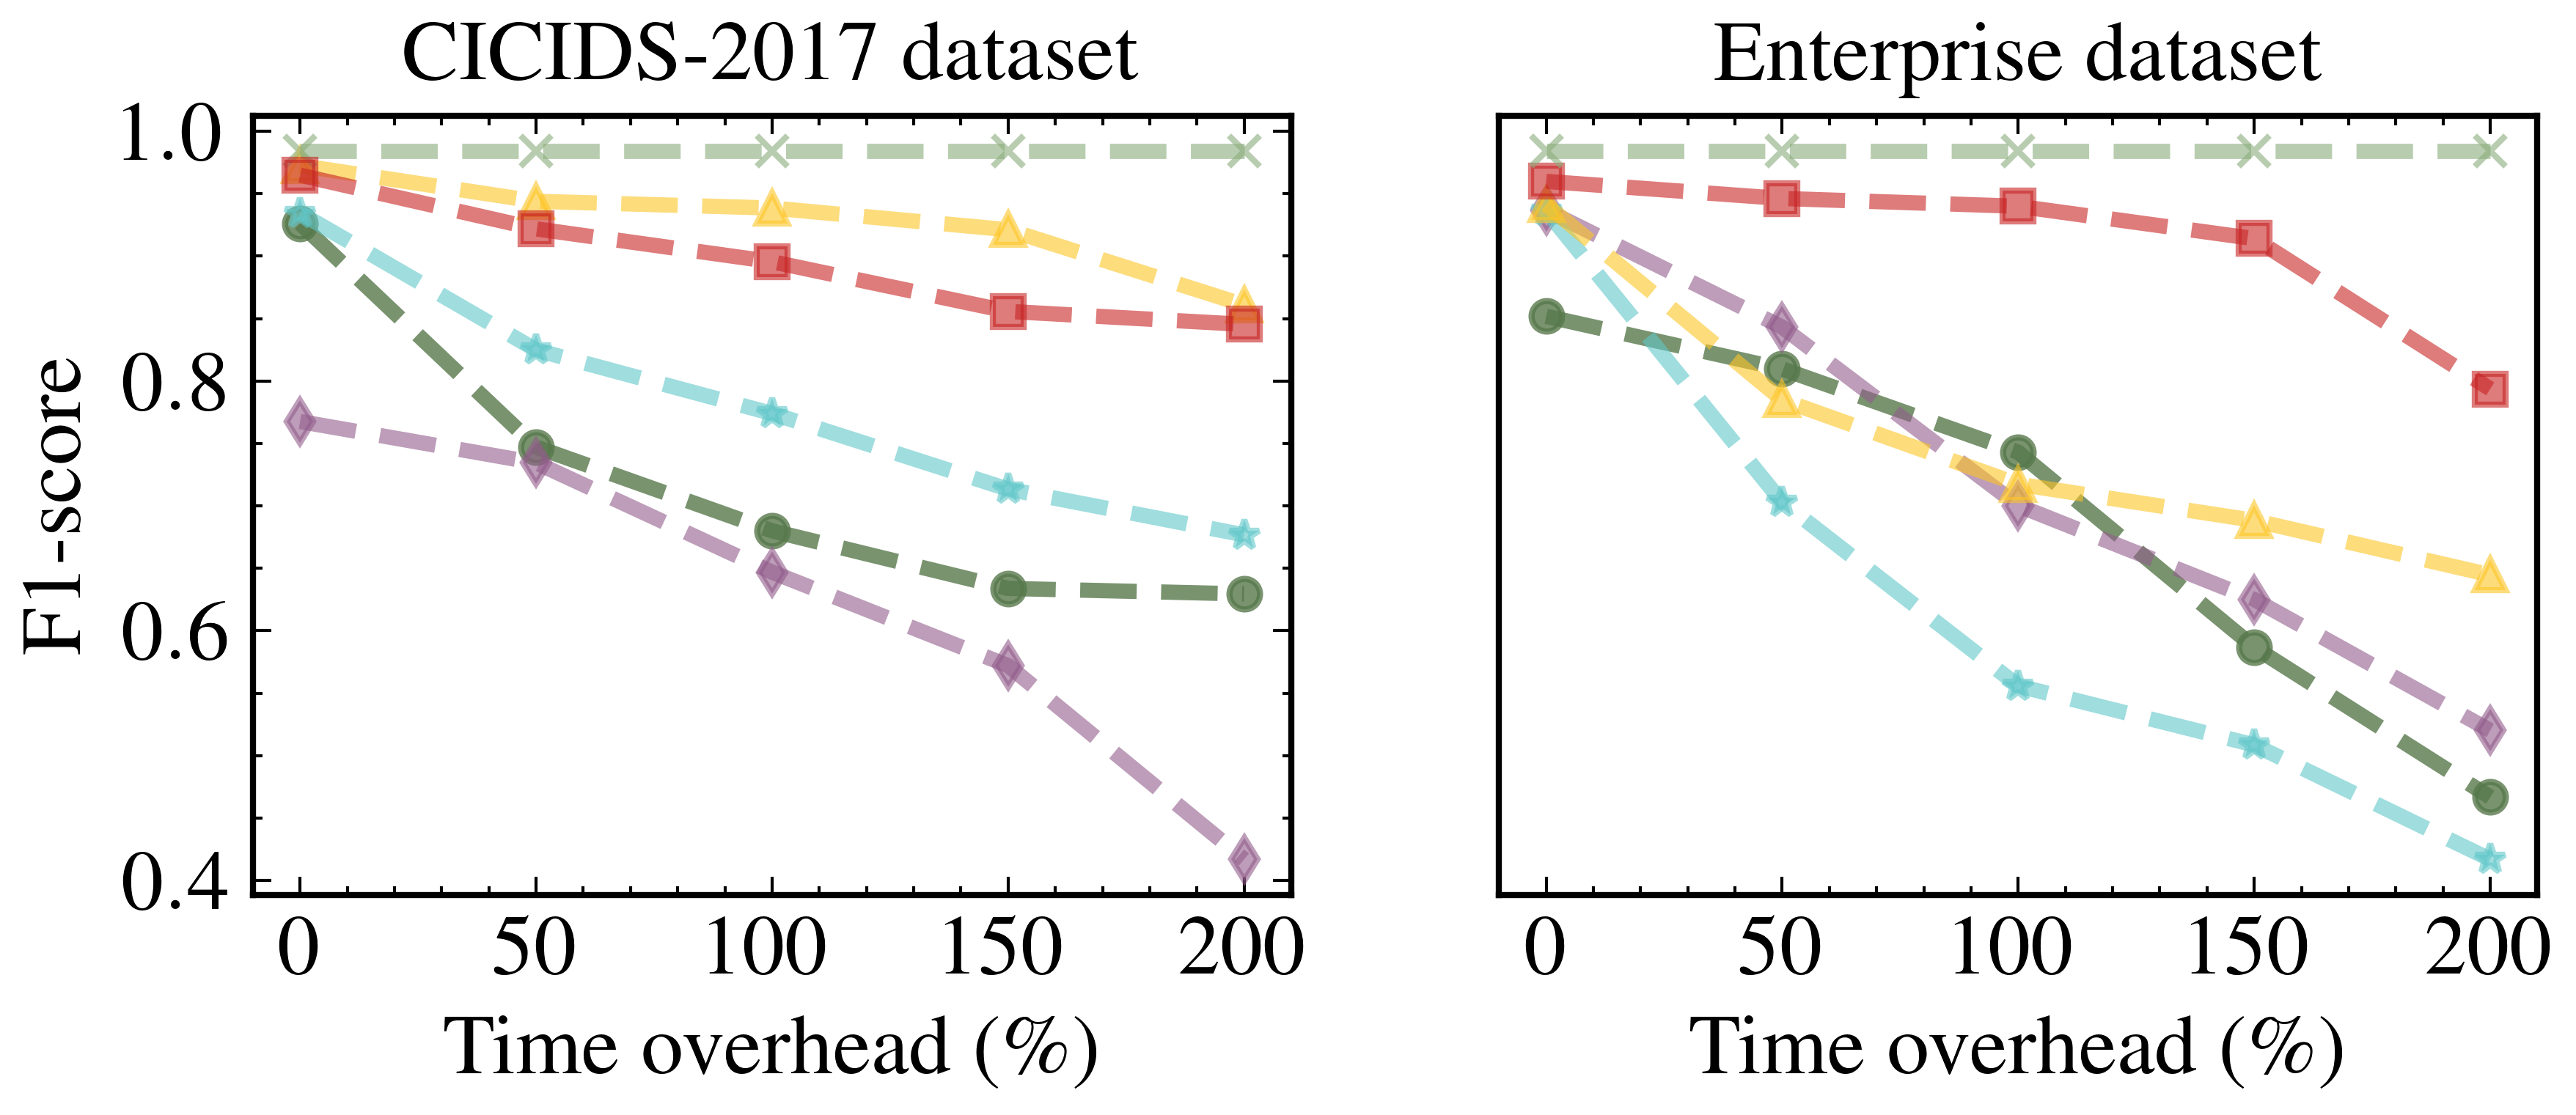 CICIDS-2017 dataset
Enterprise dataset
F1-score
1.0
0.8
0.6
0.4
0 50 100 150 200
0 50 100 150 200
Time overhead (%)
Time overhead (%)